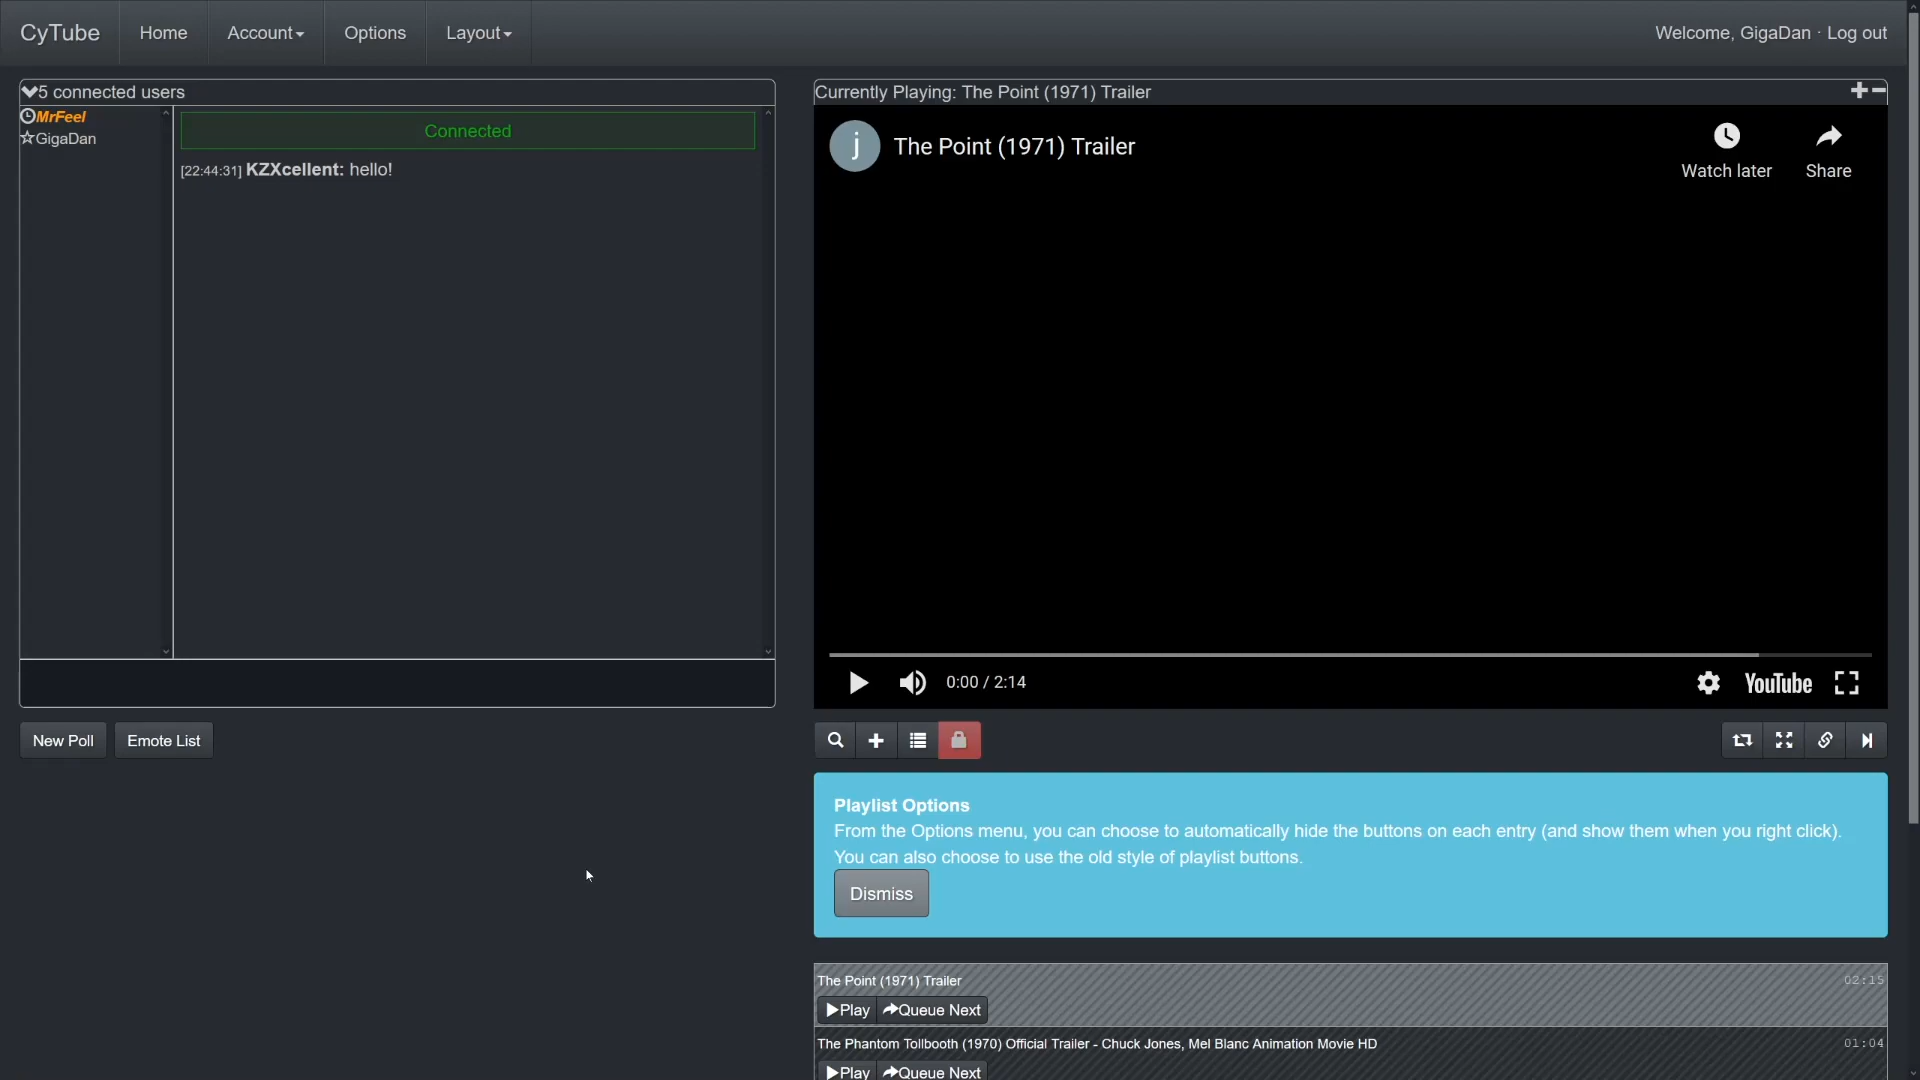 CyTube Home Account Options Layout Welcome, GigaDan · Log out
5 connected users
MrFeel
GigaDan
Connected
[22:44:31] KZXcellent: hello!
New Poll Emote List
Currently Playing: The Point (1971) Trailer
j The Point (1971) Trailer
Watch later Share
0:00 / 2:14 YouTube
Playlist Options
From the Options menu, you can choose to automatically hide the buttons on each entry (and show them when you right click).
You can also choose to use the old style of playlist buttons.
Dismiss
The Point (1971) Trailer 02:15
Play Queue Next
The Phantom Tollbooth (1970) Official Trailer - Chuck Jones, Mel Blanc Animation Movie HD 01:04
Play Queue Next